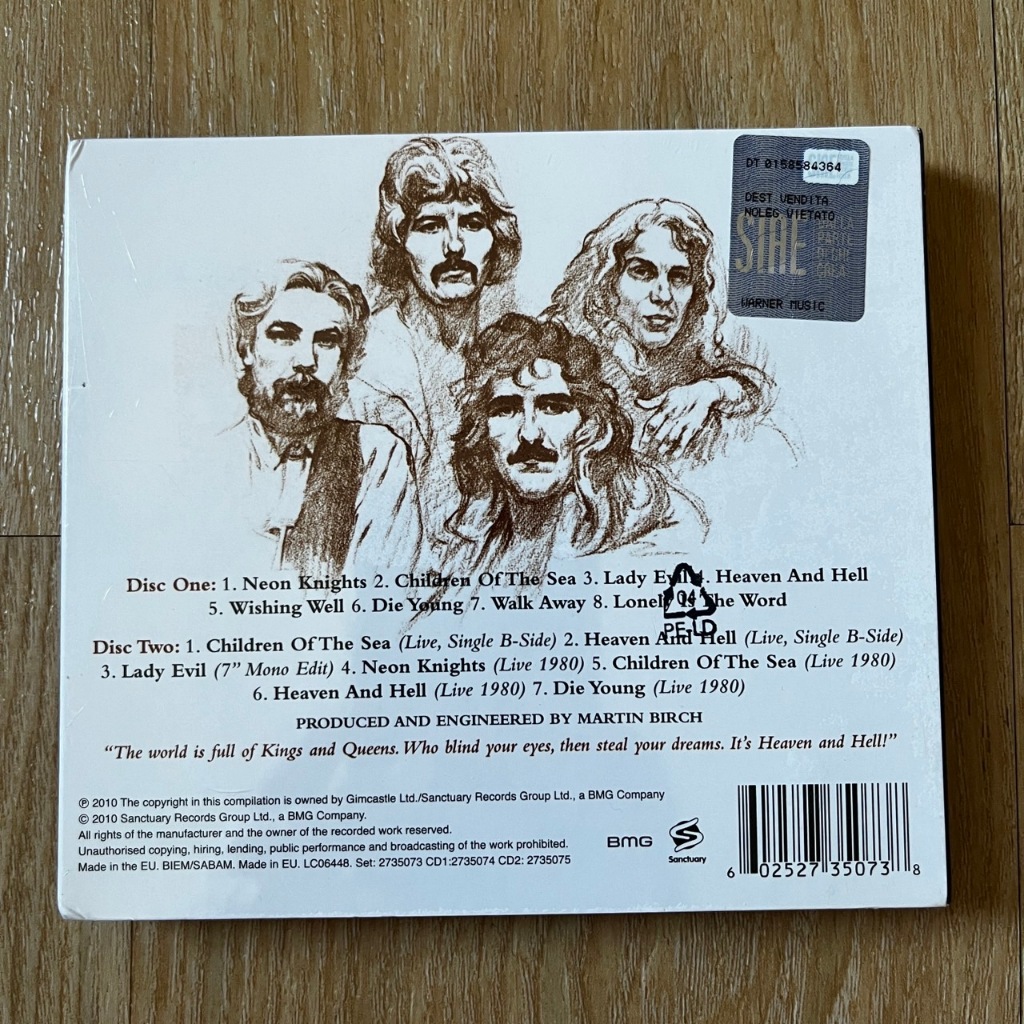 DT 0158584364
DEST.VENDITA
NOLEG.VIETATO
SIAE
WARNER MUSIC
Disc One: 1. Neon Knights 2. Children Of The Sea 3. Lady Evil 4. Heaven And Hell
5. Wishing Well 6. Die Young 7. Walk Away 8. Lonely Is The Word
04
PE-LD
Disc Two: 1. Children Of The Sea (Live, Single B-Side) 2. Heaven And Hell (Live, Single B-Side)
3. Lady Evil (7” Mono Edit) 4. Neon Knights (Live 1980) 5. Children Of The Sea (Live 1980)
6. Heaven And Hell (Live 1980) 7. Die Young (Live 1980)
PRODUCED AND ENGINEERED BY MARTIN BIRCH
“The world is full of Kings and Queens. Who blind your eyes, then steal your dreams. It’s Heaven and Hell!”
℗ 2010 The copyright in this compilation is owned by Gimcastle Ltd./Sanctuary Records Group Ltd., a BMG Company
© 2010 Sanctuary Records Group Ltd., a BMG Company.
All rights of the manufacturer and the owner of the recorded work reserved.
Unauthorised copying, hiring, lending, public performance and broadcasting of the work prohibited.
Made in the EU. BIEM/SABAM. Made in EU. LC06448. Set: 2735073 CD1:2735074 CD2: 2735075
BMG
Sanctuary
6 02527 35073 8